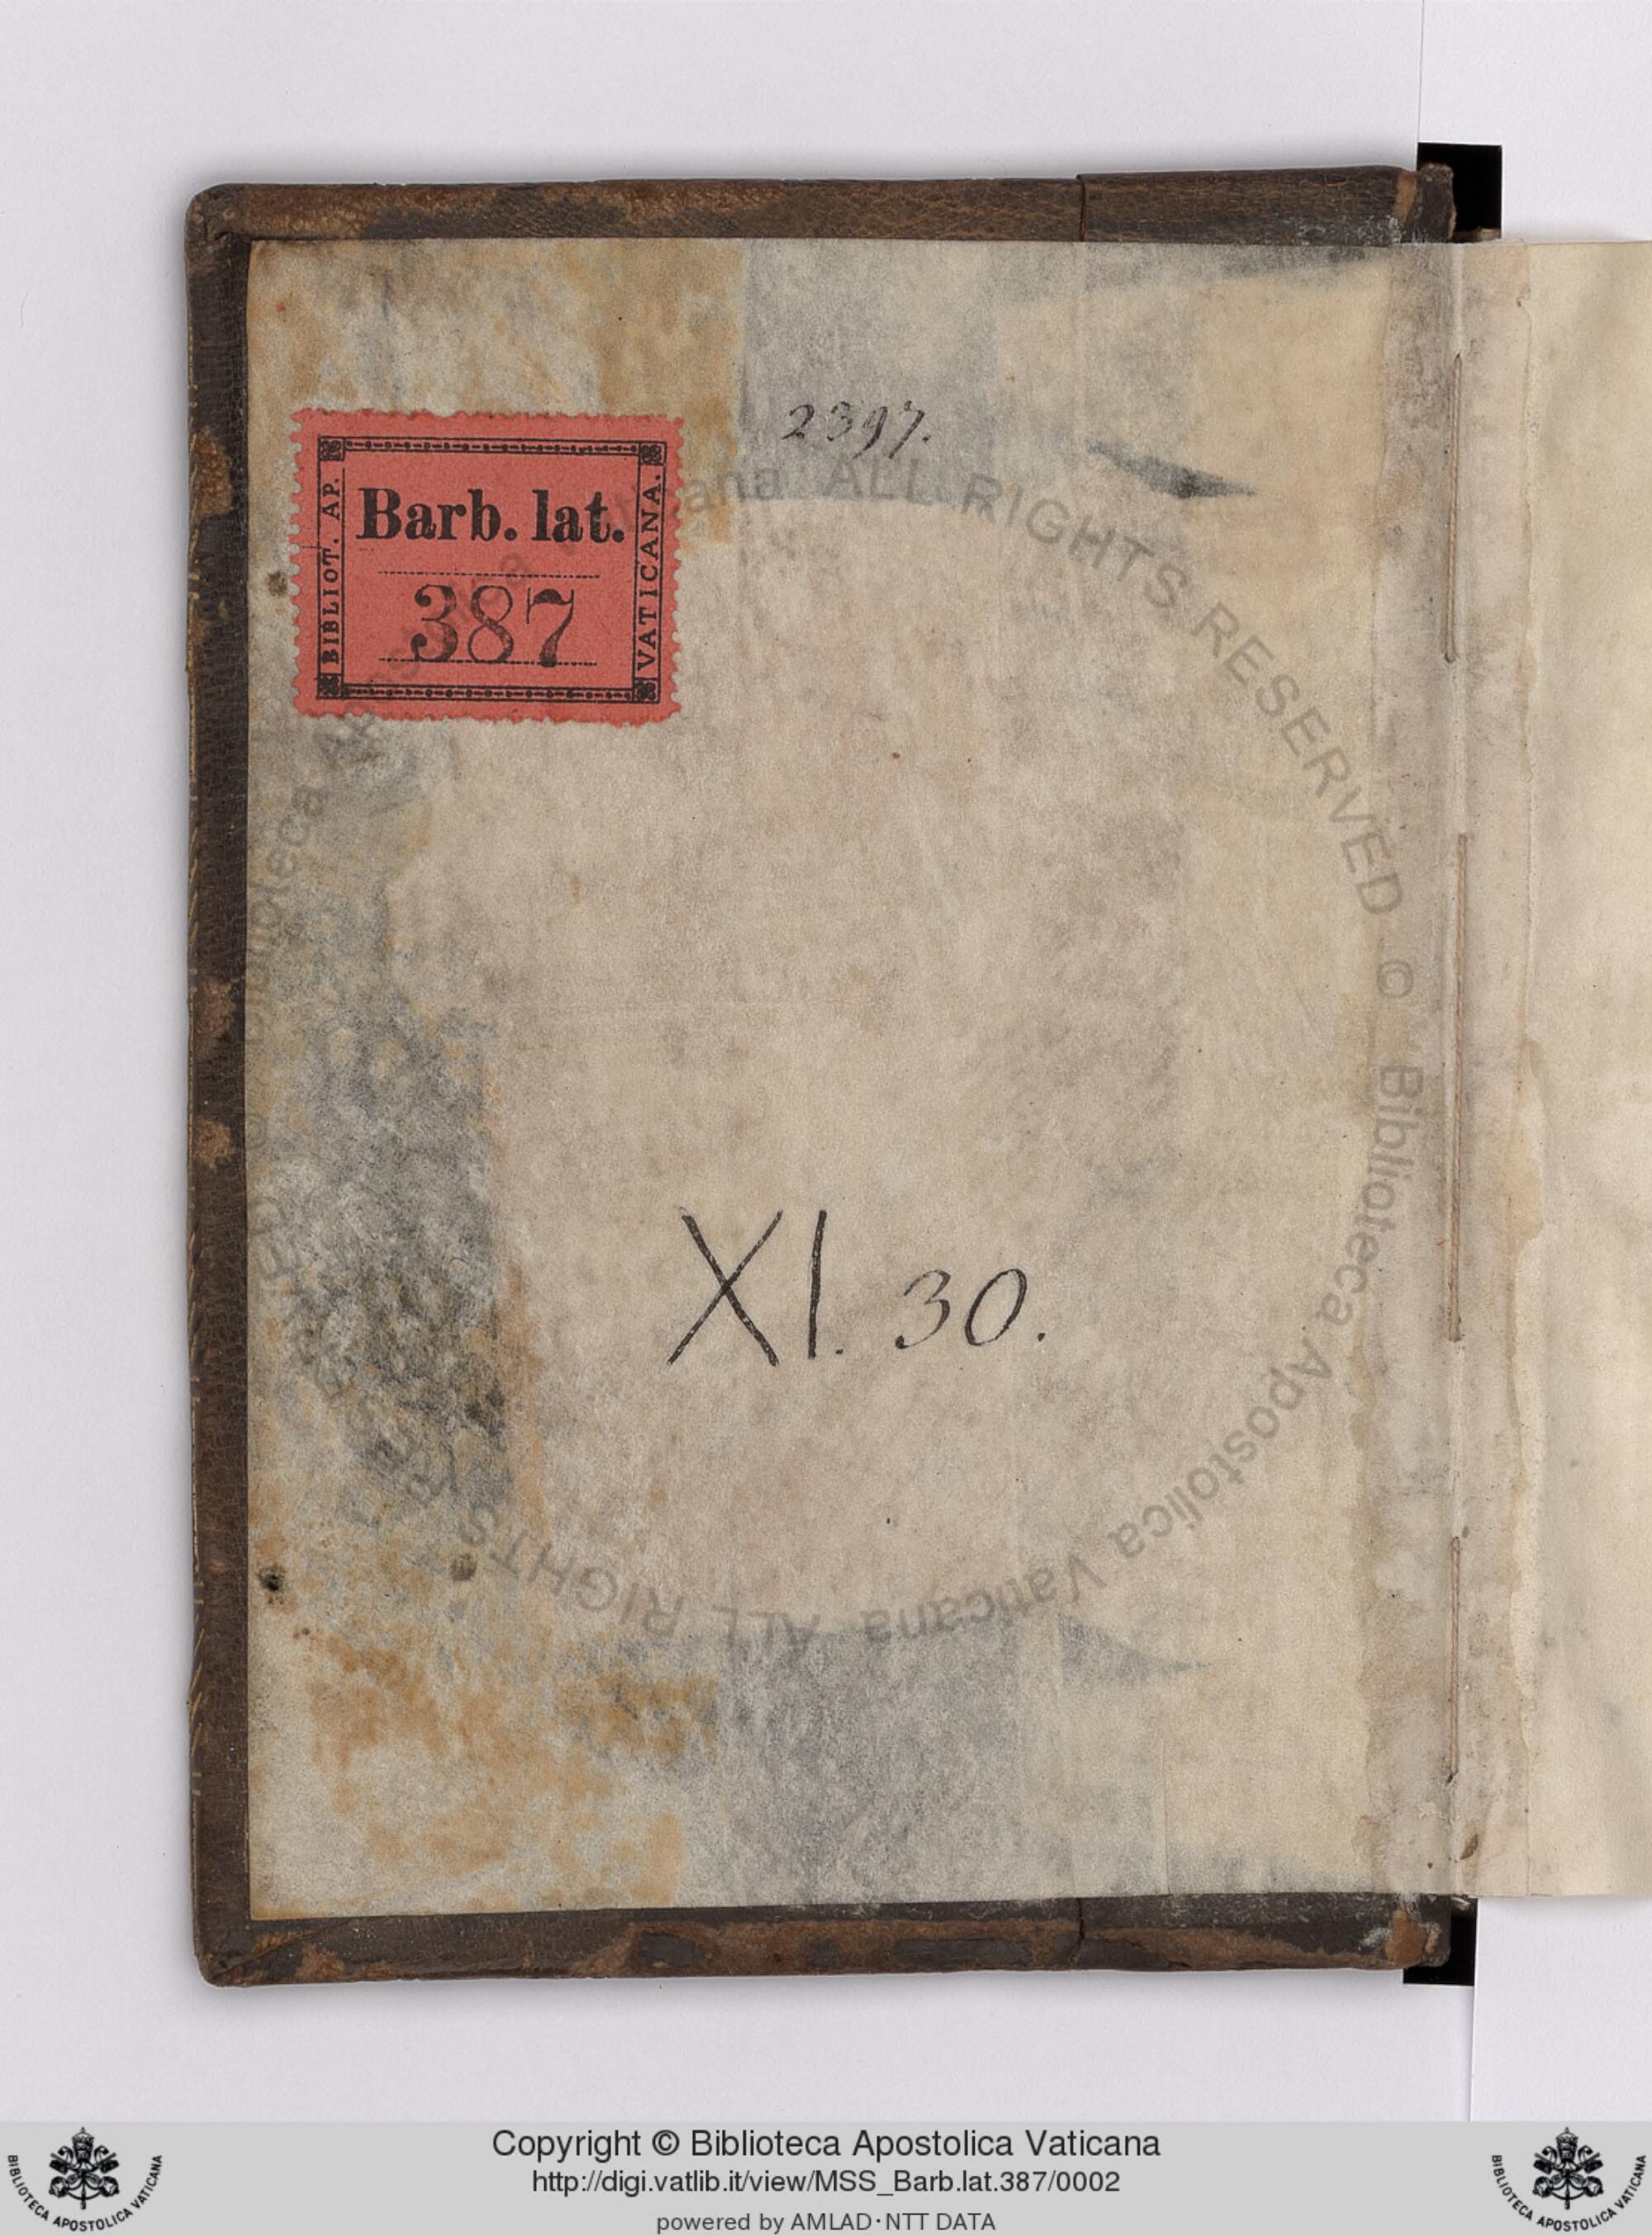 2397.
BIBLIOT. AP.
Barb. lat.
387
VATICANA.
XI. 30.
Biblioteca Apostolica Vaticana ALL RIGHTS RESERVED © Biblioteca Apostolica Vaticana ALL RIGHTS RESERVED ©
Copyright © Biblioteca Apostolica Vaticana
http://digi.vatlib.it/view/MSS_Barb.lat.387/0002
powered by AMLAD·NTT DATA
BIBLIOTECA APOSTOLICA VATICANA
BIBLIOTECA APOSTOLICA VATICANA